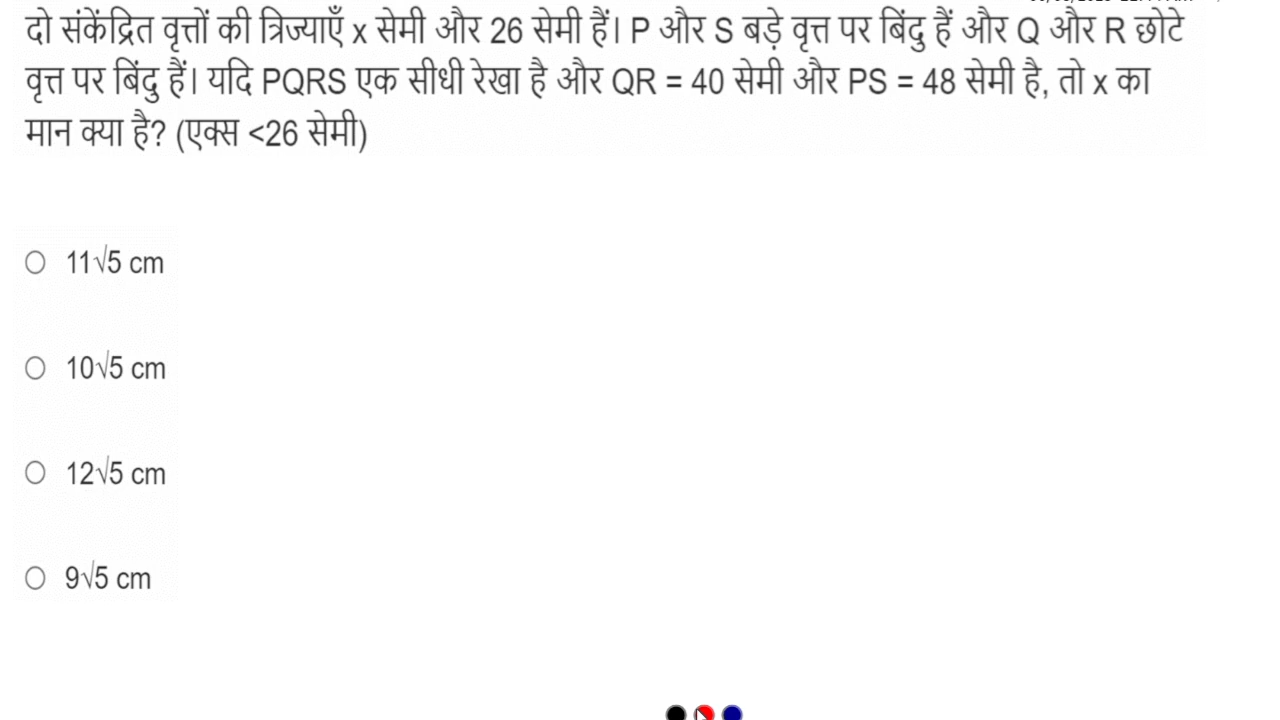 दो संकेंद्रित वृत्तों की त्रिज्याएँ x सेमी और 26 सेमी हैं। P और S बड़े वृत्त पर बिंदु हैं और Q और R छोटे
वृत्त पर बिंदु हैं। यदि PQRS एक सीधी रेखा है और QR = 40 सेमी और PS = 48 सेमी है, तो x का
मान क्या है? (एक्स <26 सेमी)
11√5 cm
10√5 cm
12√5 cm
9√5 cm